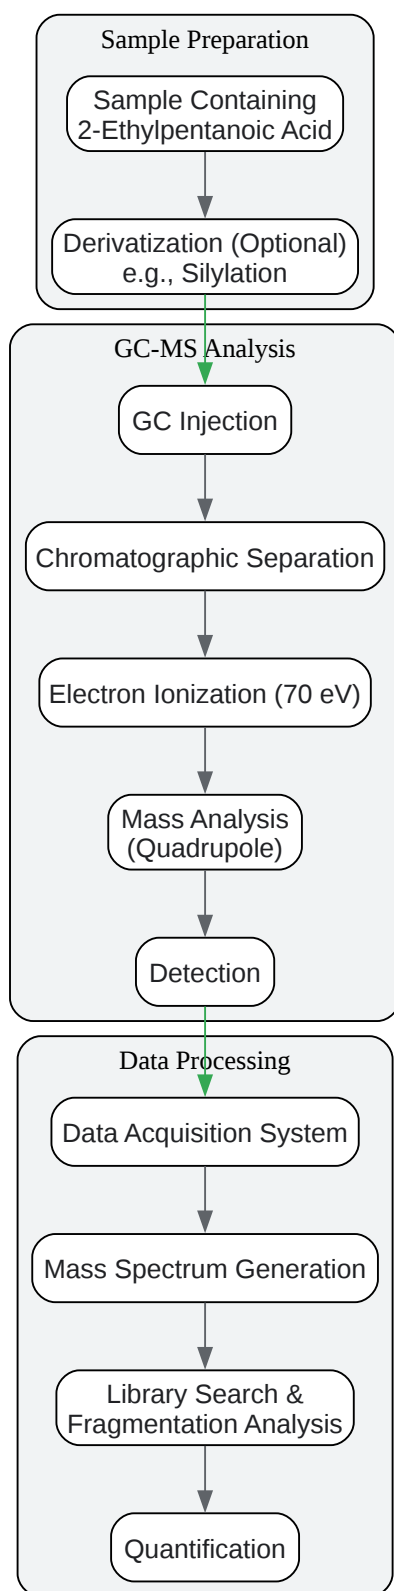 Sample Preparation
Sample Containing
2-Ethylpentanoic Acid
Derivatization (Optional)
e.g., Silylation
GC-MS Analysis
GC Injection
Chromatographic Separation
Electron Ionization (70 eV)
Mass Analysis
(Quadrupole)
Detection
Data Processing
Data Acquisition System
Mass Spectrum Generation
Library Search &
Fragmentation Analysis
Quantification